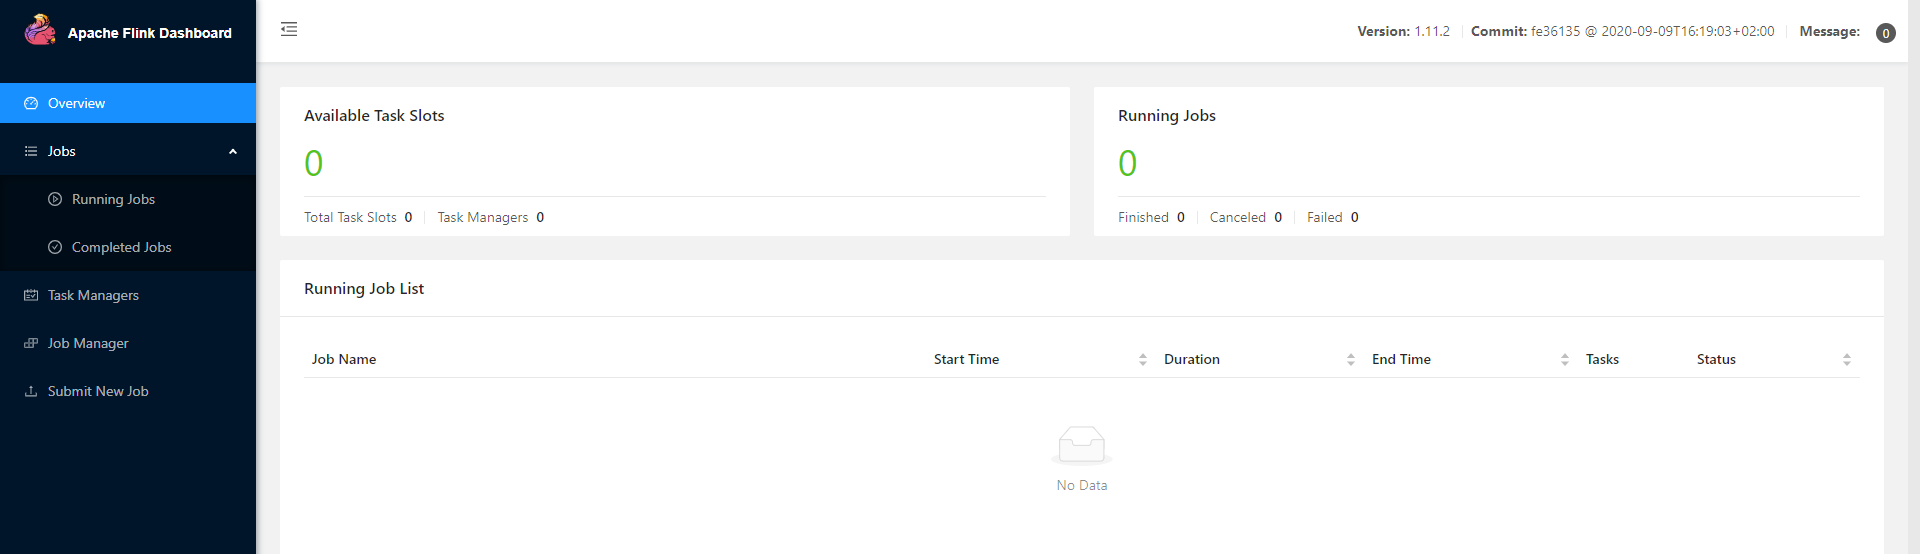 Apache Flink Dashboard
Version: 1.11.2 Commit: fe36135 @ 2020-09-09T16:19:03+02:00 Message: 0
Overview
Jobs
Running Jobs
Completed Jobs
Task Managers
Job Manager
Submit New Job
Available Task Slots
0
Total Task Slots 0 Task Managers 0
Running Jobs
0
Finished 0 Canceled 0 Failed 0
Running Job List
Job Name Start Time Duration End Time Tasks Status
No Data